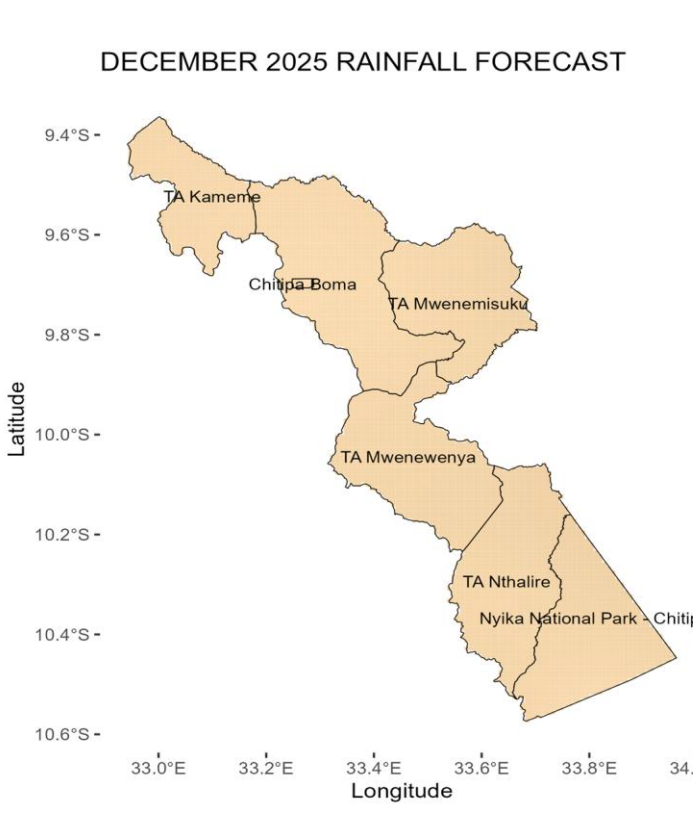 DECEMBER 2025 RAINFALL FORECAST
9.4°S
TA Kameme
9.6°S
Chitipa Boma
TA Mwenemisuku
9.8°S
Latitude
10.0°S
TA Mwenewenya
10.2°S
TA Nthalire
Nyika National Park - Chitip
10.4°S
10.6°S
33.0°E 33.2°E 33.4°E 33.6°E 33.8°E 34.
Longitude